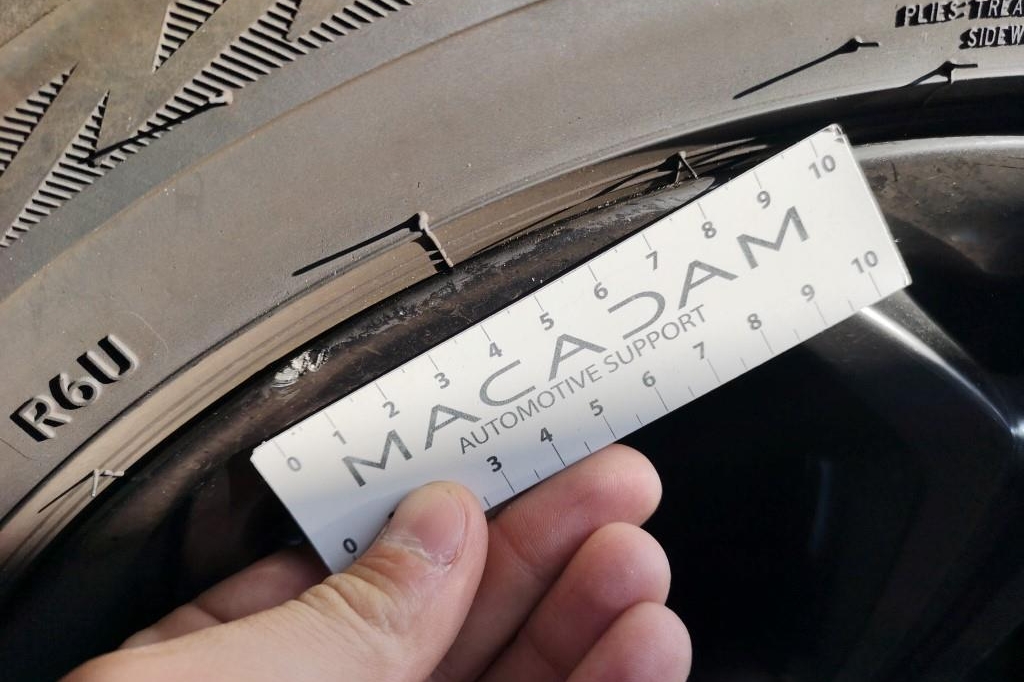 PLIES: TREA
SIDEW
R6U
0 1 2 3 4 5 6 7 8 9 10
MACADAM
AUTOMOTIVE SUPPORT
0 3 4 5 6 7 8 9 10